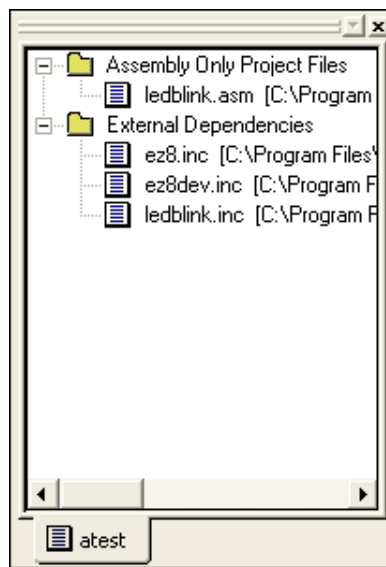 Assembly Only Project Files
ledblink.asm [C:\Program
External Dependencies
ez8.inc [C:\Program Files\
ez8dev.inc [C:\Program F
ledblink.inc [C:\Program F
atest